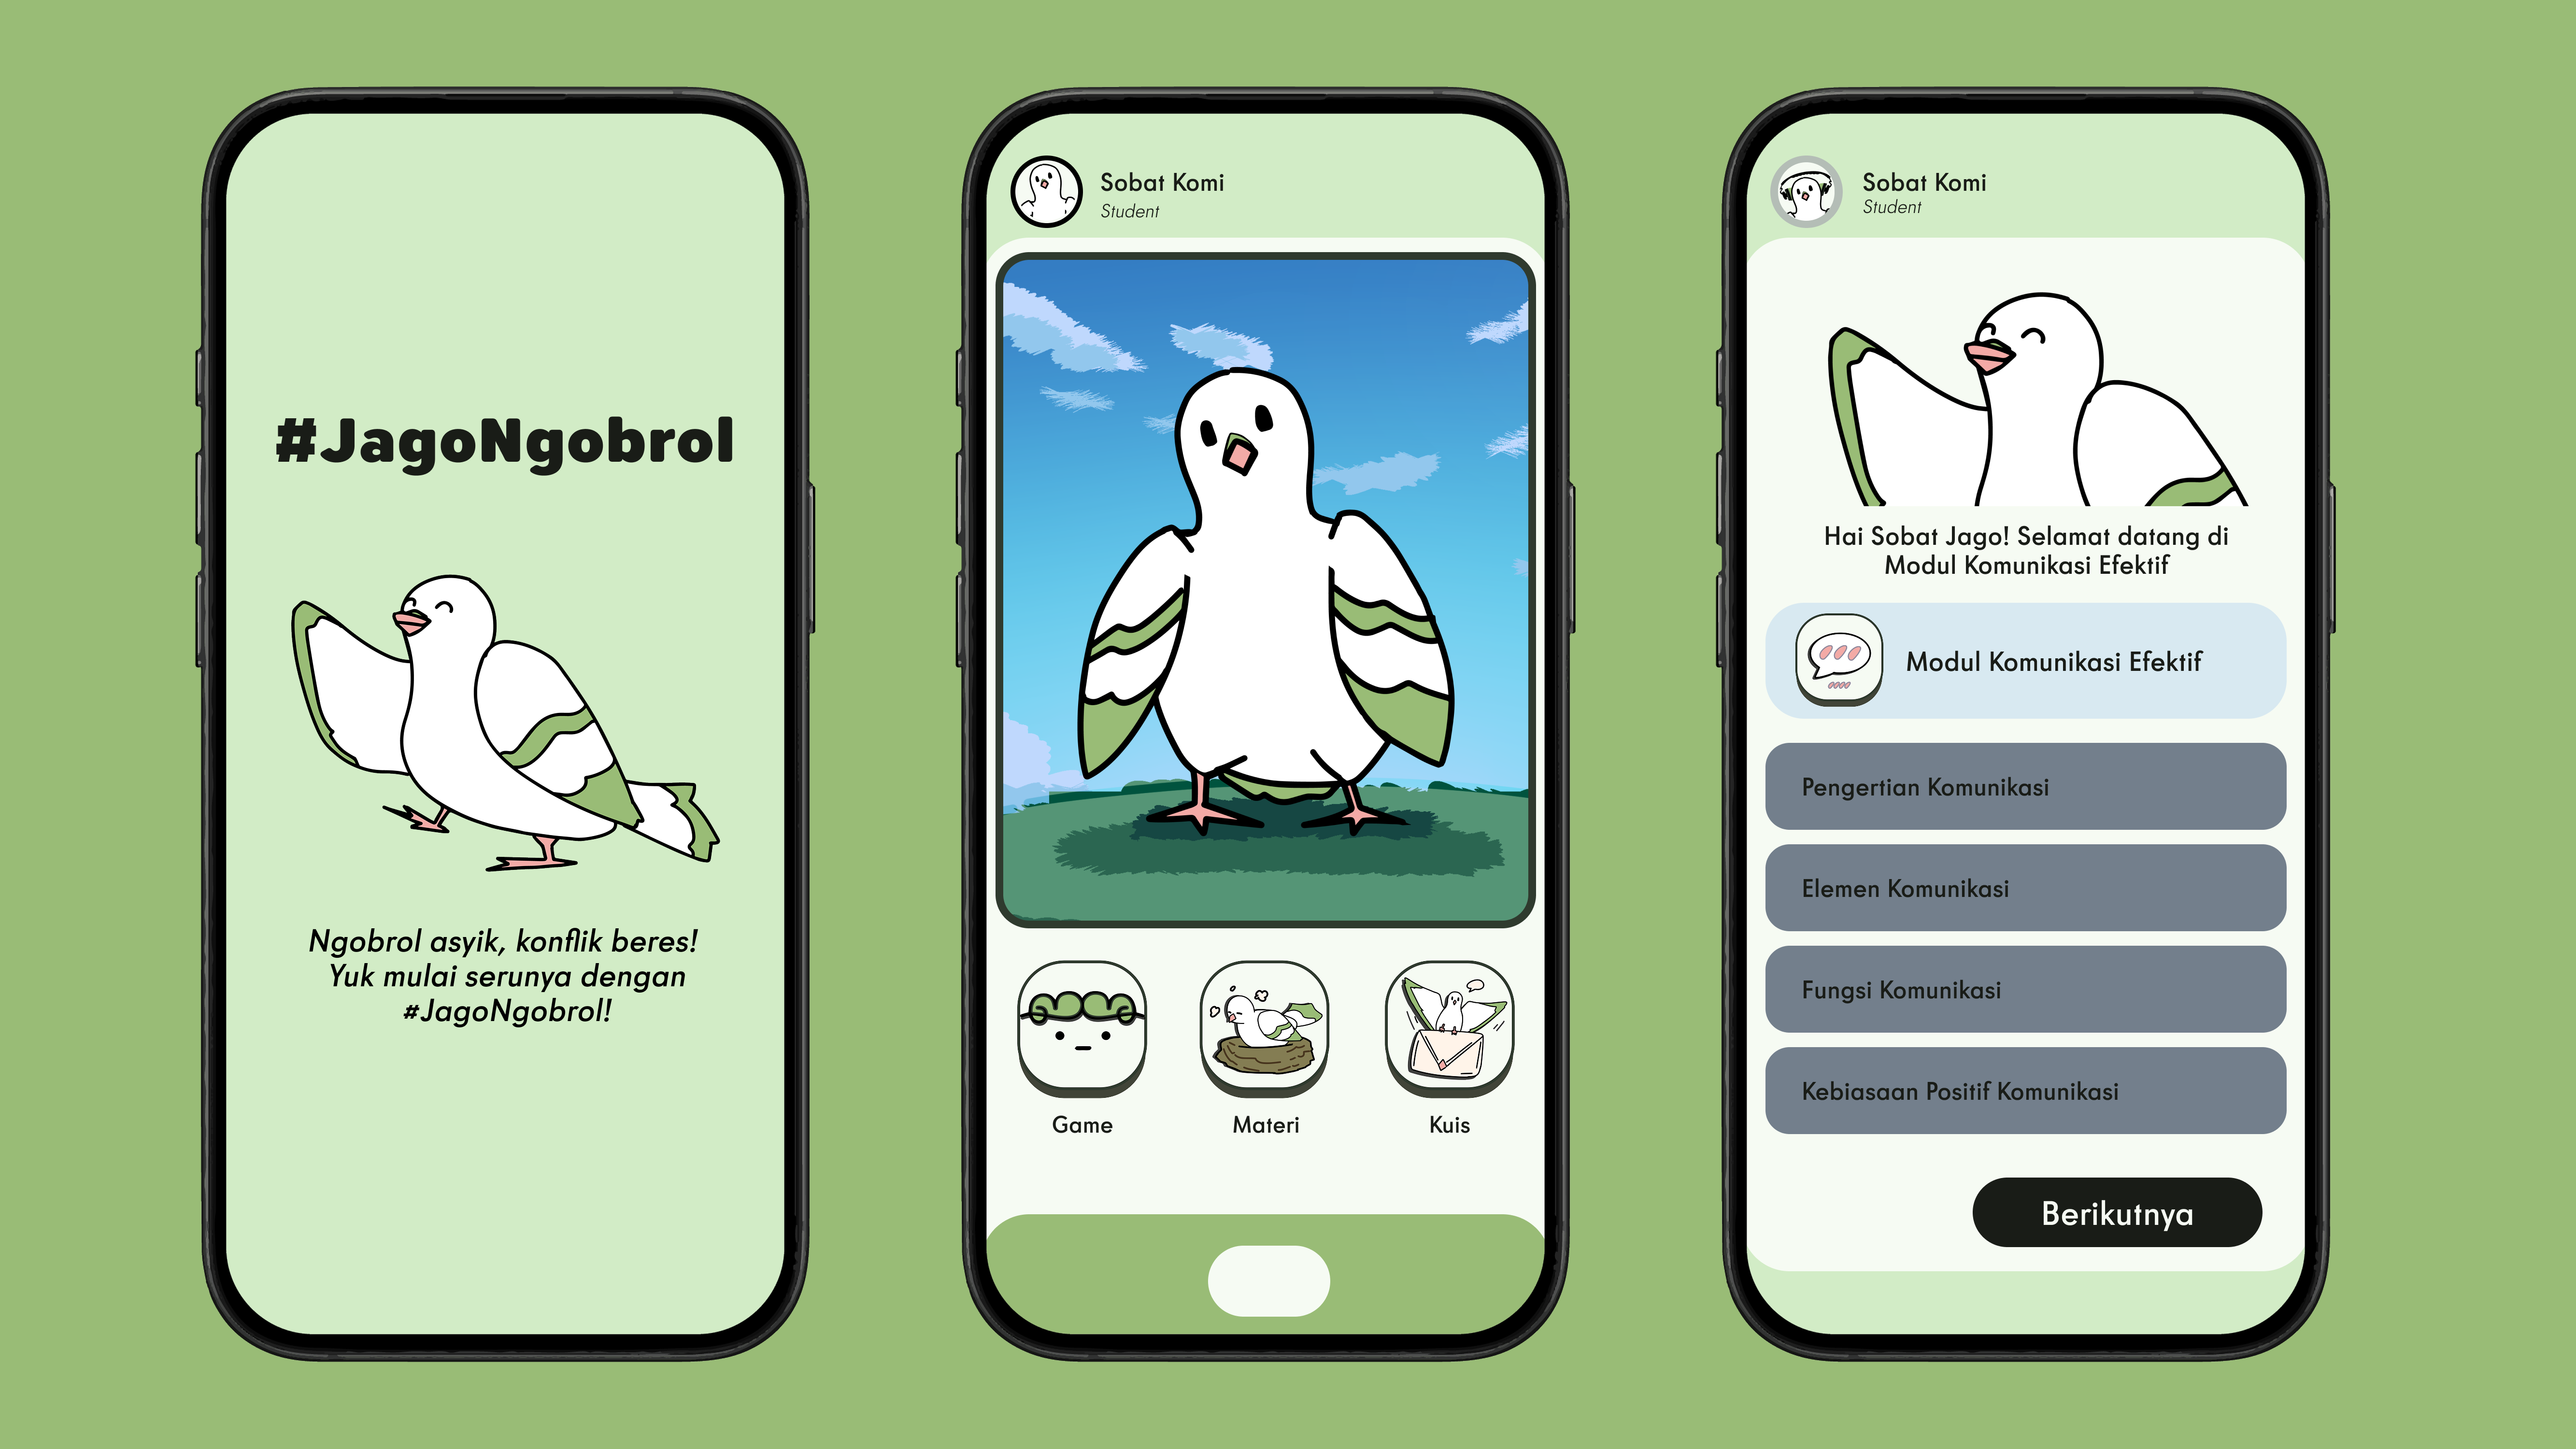 #JagoNgobrol
Ngobrol asyik, konflik beres!
Yuk mulai serunya dengan
#JagoNgobrol!
Sobat Komi
Student
Game
Materi
Kuis
Sobat Komi
Student
Hai Sobat Jago! Selamat datang di
Modul Komunikasi Efektif
Modul Komunikasi Efektif
Pengertian Komunikasi
Elemen Komunikasi
Fungsi Komunikasi
Kebiasaan Positif Komunikasi
Berikutnya